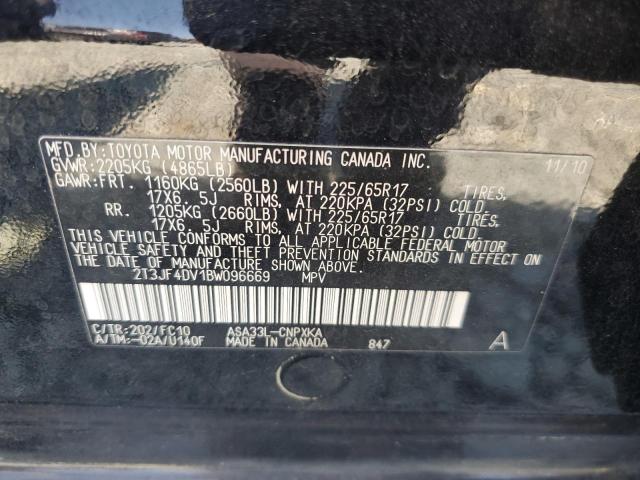 MFD.BY:TOYOTA MOTOR MANUFACTURING CANADA INC. 11/10
GVWR:2205KG (4865LB)
GAWR:FRT. 1160KG (2560LB) WITH 225/65R17 TIRES,
17X6.5J RIMS, AT 220KPA (32PSI) COLD.
RR. 1205KG (2660LB) WITH 225/65R17 TIRES,
17X6.5J RIMS, AT 220KPA (32PSI) COLD.
THIS VEHICLE CONFORMS TO ALL APPLICABLE FEDERAL MOTOR
VEHICLE SAFETY AND THEFT PREVENTION STANDARDS IN
EFFECT ON THE DATE OF MANUFACTURE SHOWN ABOVE.
2T3JF4DV1BW096669 MPV
C/TR:202/FC10 ASA33L-CNPXKA
A/TM:-02A/U140F MADE IN CANADA 847 A